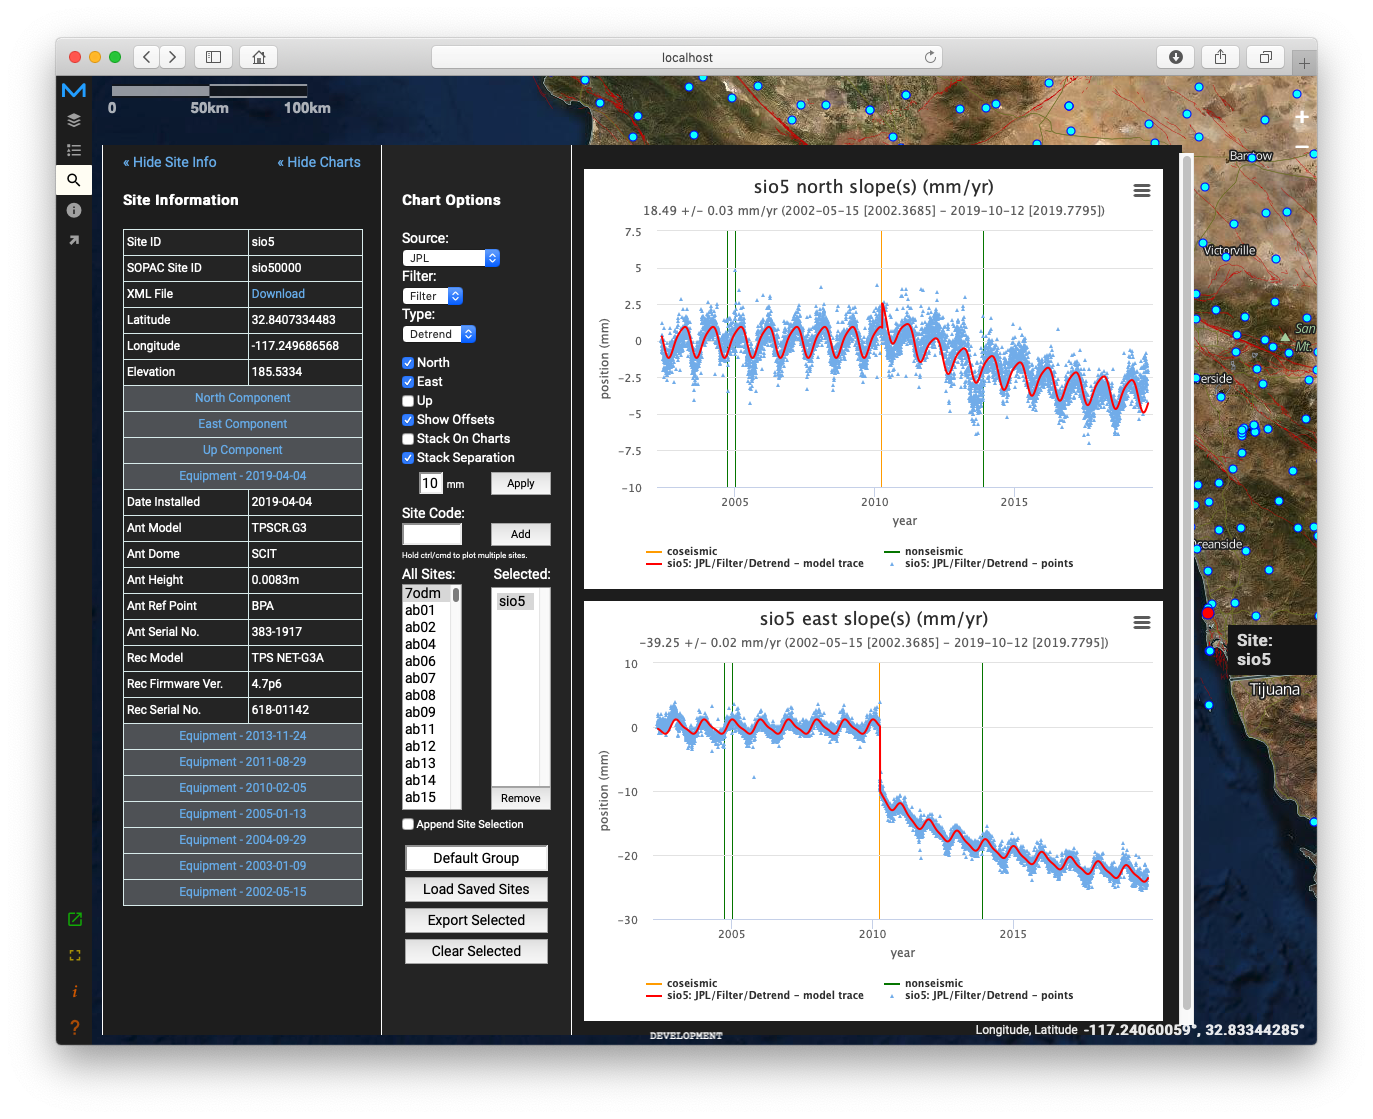 localhost
0 50km 100km
« Hide Site Info « Hide Charts
Site Information
Site ID sio5
SOPAC Site ID sio50000
XML File Download
Latitude 32.8407334483
Longitude -117.249686568
Elevation 185.5334
North Component
East Component
Up Component
Equipment - 2019-04-04
Date Installed 2019-04-04
Ant Model TPSCR.G3
Ant Dome SCIT
Ant Height 0.0083m
Ant Ref Point BPA
Ant Serial No. 383-1917
Rec Model TPS NET-G3A
Rec Firmware Ver. 4.7p6
Rec Serial No. 618-01142
Equipment - 2013-11-24
Equipment - 2011-08-29
Equipment - 2010-02-05
Equipment - 2005-01-13
Equipment - 2004-09-29
Equipment - 2003-01-09
Equipment - 2002-05-15
Chart Options
Source:
JPL
Filter:
Filter
Type:
Detrend
North
East
Up
Show Offsets
Stack On Charts
Stack Separation
10 mm Apply
Site Code:
Add
Hold ctrl/cmd to plot multiple sites.
All Sites: Selected:
7odm sio5
ab01
ab02
ab04
ab06
ab07
ab08
ab09
ab11
ab12
ab13
ab14
ab15 Remove
Append Site Selection
Default Group
Load Saved Sites
Export Selected
Clear Selected
sio5 north slope(s) (mm/yr)
18.49 +/- 0.03 mm/yr (2002-05-15 [2002.3685] - 2019-10-12 [2019.7795])
7.5
5
2.5
0
-2.5
-5
-7.5
-10
position (mm)
2005 2010 2015
year
coseismic nonseismic
sio5: JPL/Filter/Detrend - model trace sio5: JPL/Filter/Detrend - points
sio5 east slope(s) (mm/yr)
-39.25 +/- 0.02 mm/yr (2002-05-15 [2002.3685] - 2019-10-12 [2019.7795])
10
0
-10
-20
-30
position (mm)
2005 2010 2015
year
coseismic nonseismic
sio5: JPL/Filter/Detrend - model trace sio5: JPL/Filter/Detrend - points
Barstow
Victorville
San
Mt.
erside
Oceanside
Site:
sio5
Tijuana
DEVELOPMENT
Longitude, Latitude -117.24060059°, 32.83344285°